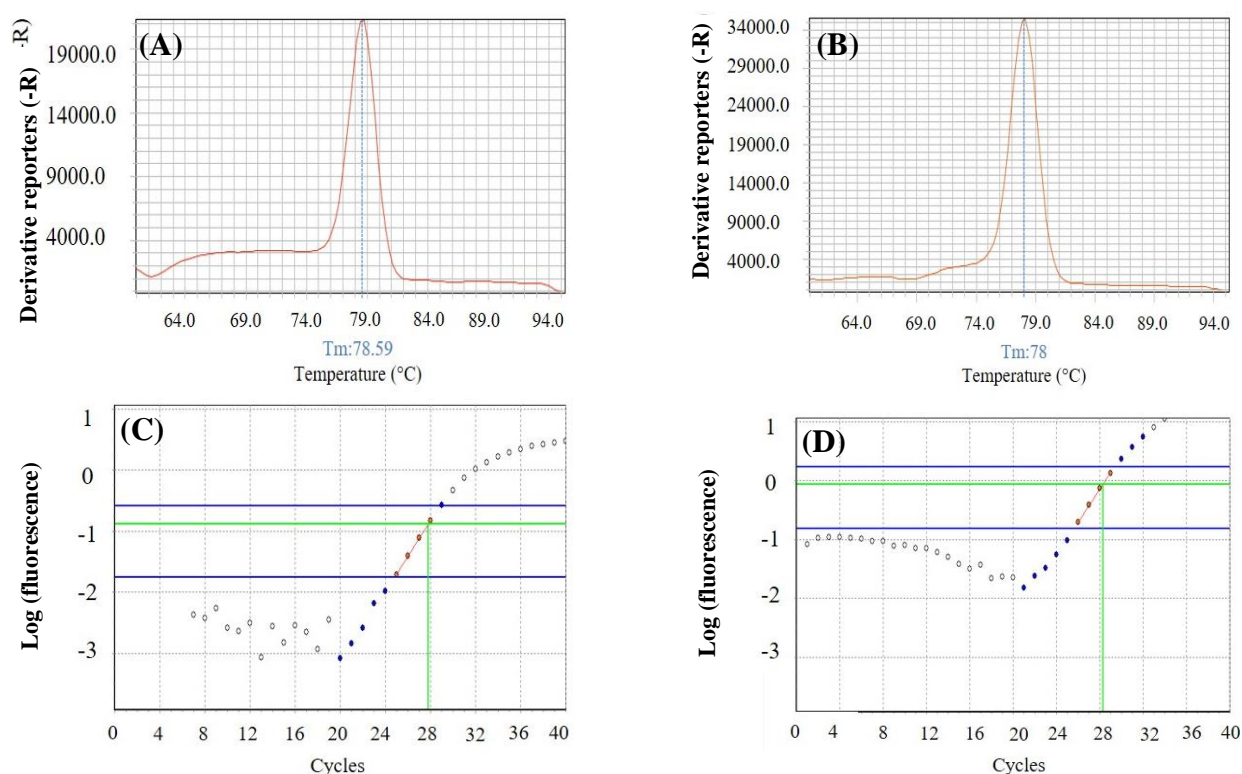 ·R)
(A)
Derivative reporters (-R)
19000.0
14000.0
9000.0
4000.0
64.0 69.0 74.0 79.0 84.0 89.0 94.0
Tm:78.59
Temperature (°C)
(B)
Derivative reporters (-R)
34000.0
29000.0
24000.0
19000.0
14000.0
9000.0
4000.0
64.0 69.0 74.0 79.0 84.0 89.0 94.0
Tm:78
Temperature (°C)
(C)
Log (fluorescence)
1
0
-1
-2
-3
0 4 8 12 16 20 24 28 32 36 40
Cycles
(D)
Log (fluorescence)
1
0
-1
-2
-3
0 4 8 12 16 20 24 28 32 36 40
Cycles